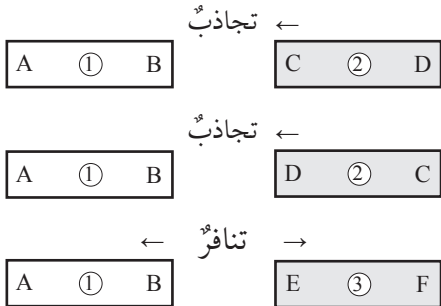 تجاذبٌ ←
A ① B C ② D
تجاذبٌ ←
A ① B D ② C
← تنافرٌ →
A ① B E ③ F